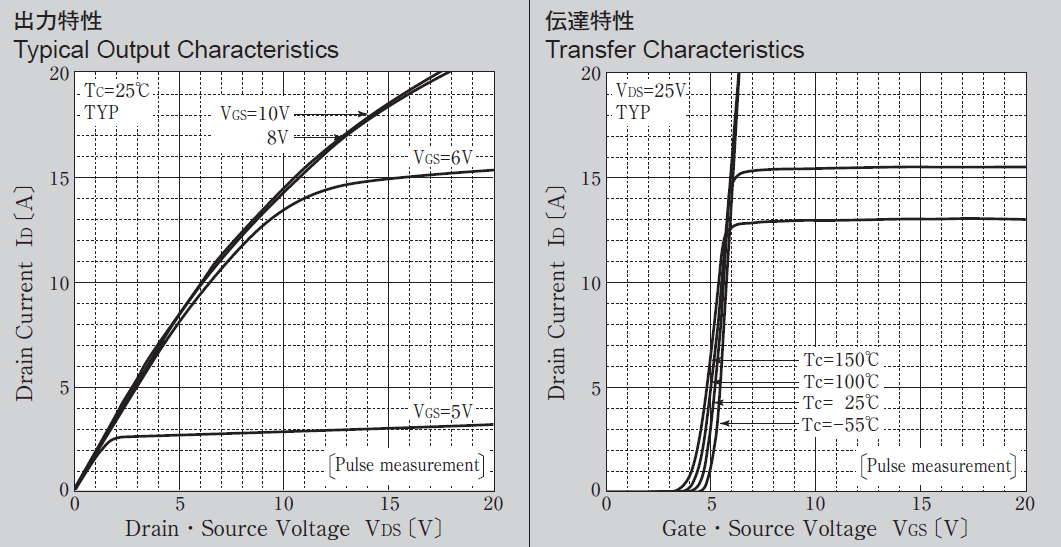 出力特性
Typical Output Characteristics
20
15
10
5
0
Drain Current ID〔A〕
TC=25℃
TYP
VGS=10V
8V
VGS=6V
VGS=5V
〔Pulse measurement〕
0 5 10 15 20
Drain・Source Voltage VDS〔V〕
伝達特性
Transfer Characteristics
20
15
10
5
0
Drain Current ID〔A〕
VDS=25V
TYP
Tc=150℃
Tc=100℃
Tc= 25℃
Tc=-55℃
〔Pulse measurement〕
0 5 10 15 20
Gate・Source Voltage VGS〔V〕